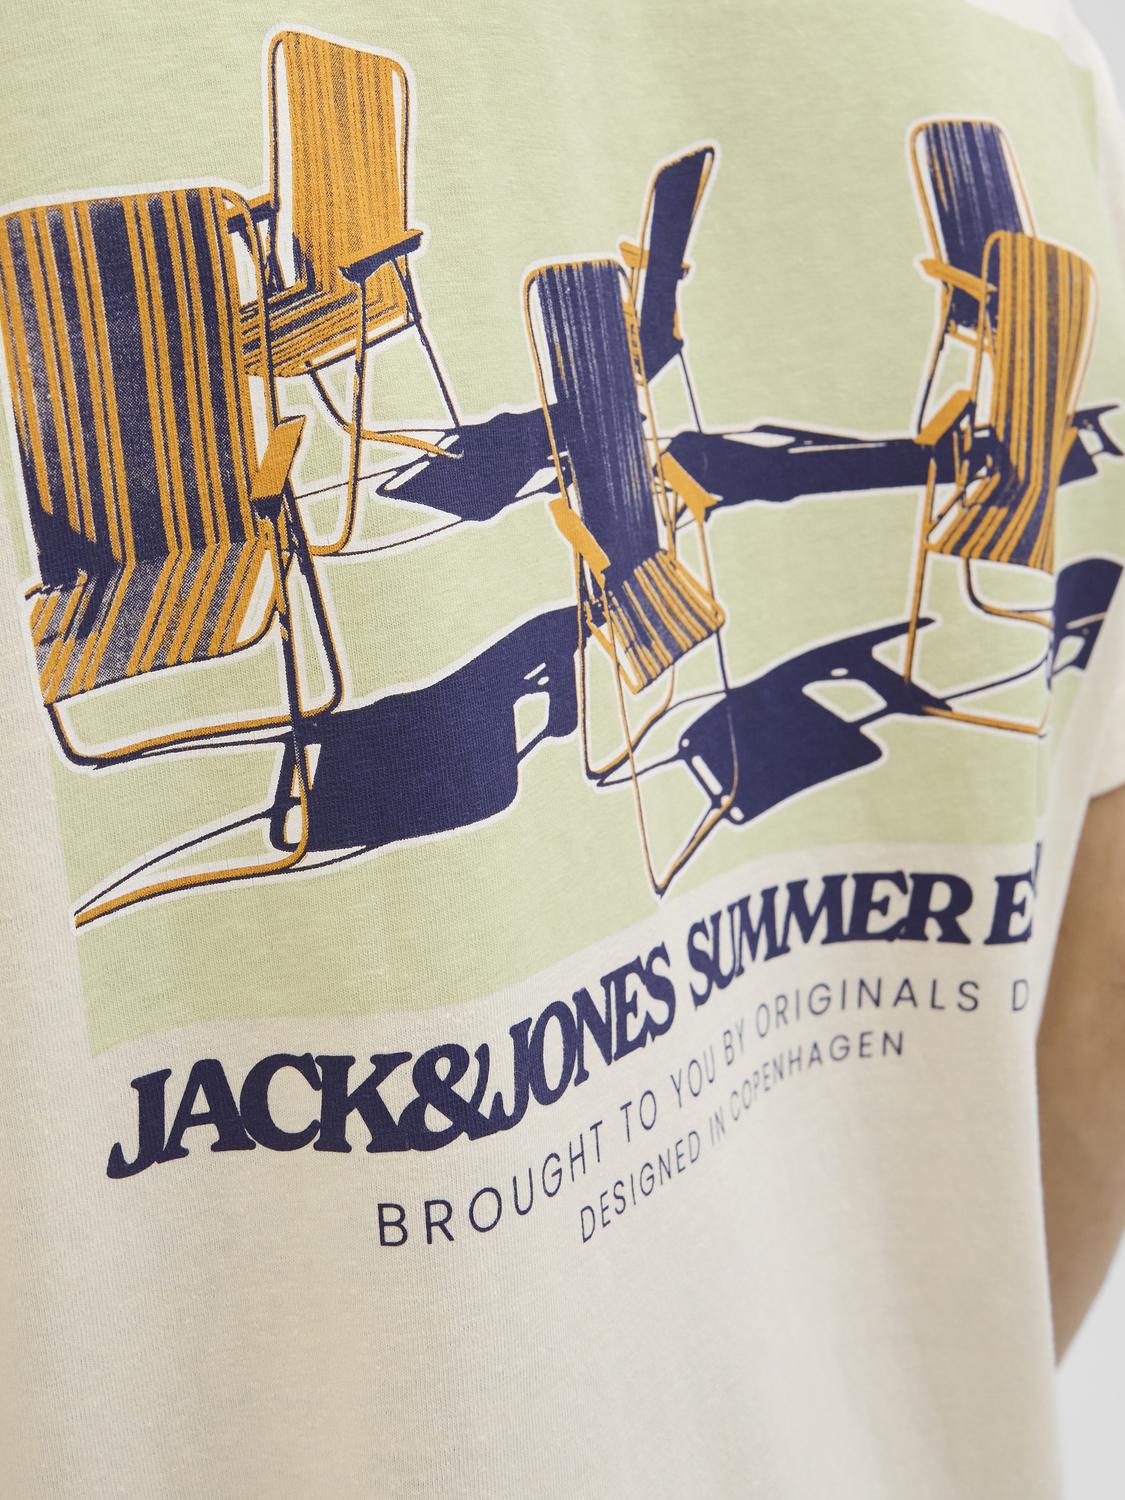 JACK&JONES SUMMER E
BROUGHT TO YOU BY ORIGINALS D
DESIGNED IN COPENHAGEN